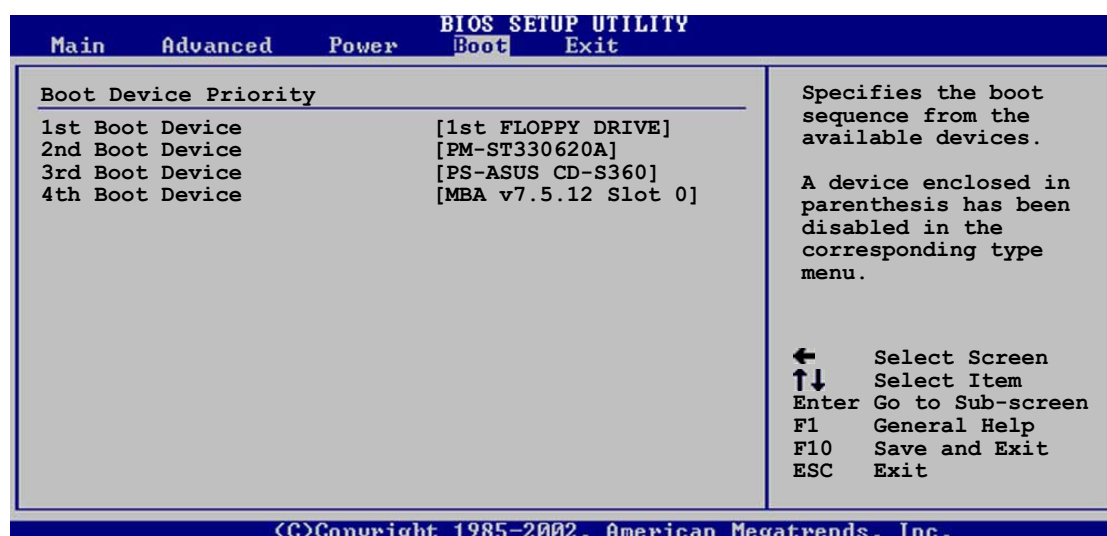 BIOS SETUP UTILITY
Main Advanced Power Boot Exit
Boot Device Priority
1st Boot Device [1st FLOPPY DRIVE]
2nd Boot Device [PM-ST330620A]
3rd Boot Device [PS-ASUS CD-S360]
4th Boot Device [MBA v7.5.12 Slot 0]
Specifies the boot
sequence from the
available devices.
A device enclosed in
parenthesis has been
disabled in the
corresponding type
menu.
← Select Screen
↑↓ Select Item
Enter Go to Sub-screen
F1 General Help
F10 Save and Exit
ESC Exit
(C)Copyright 1985-2002, American Megatrends, Inc.